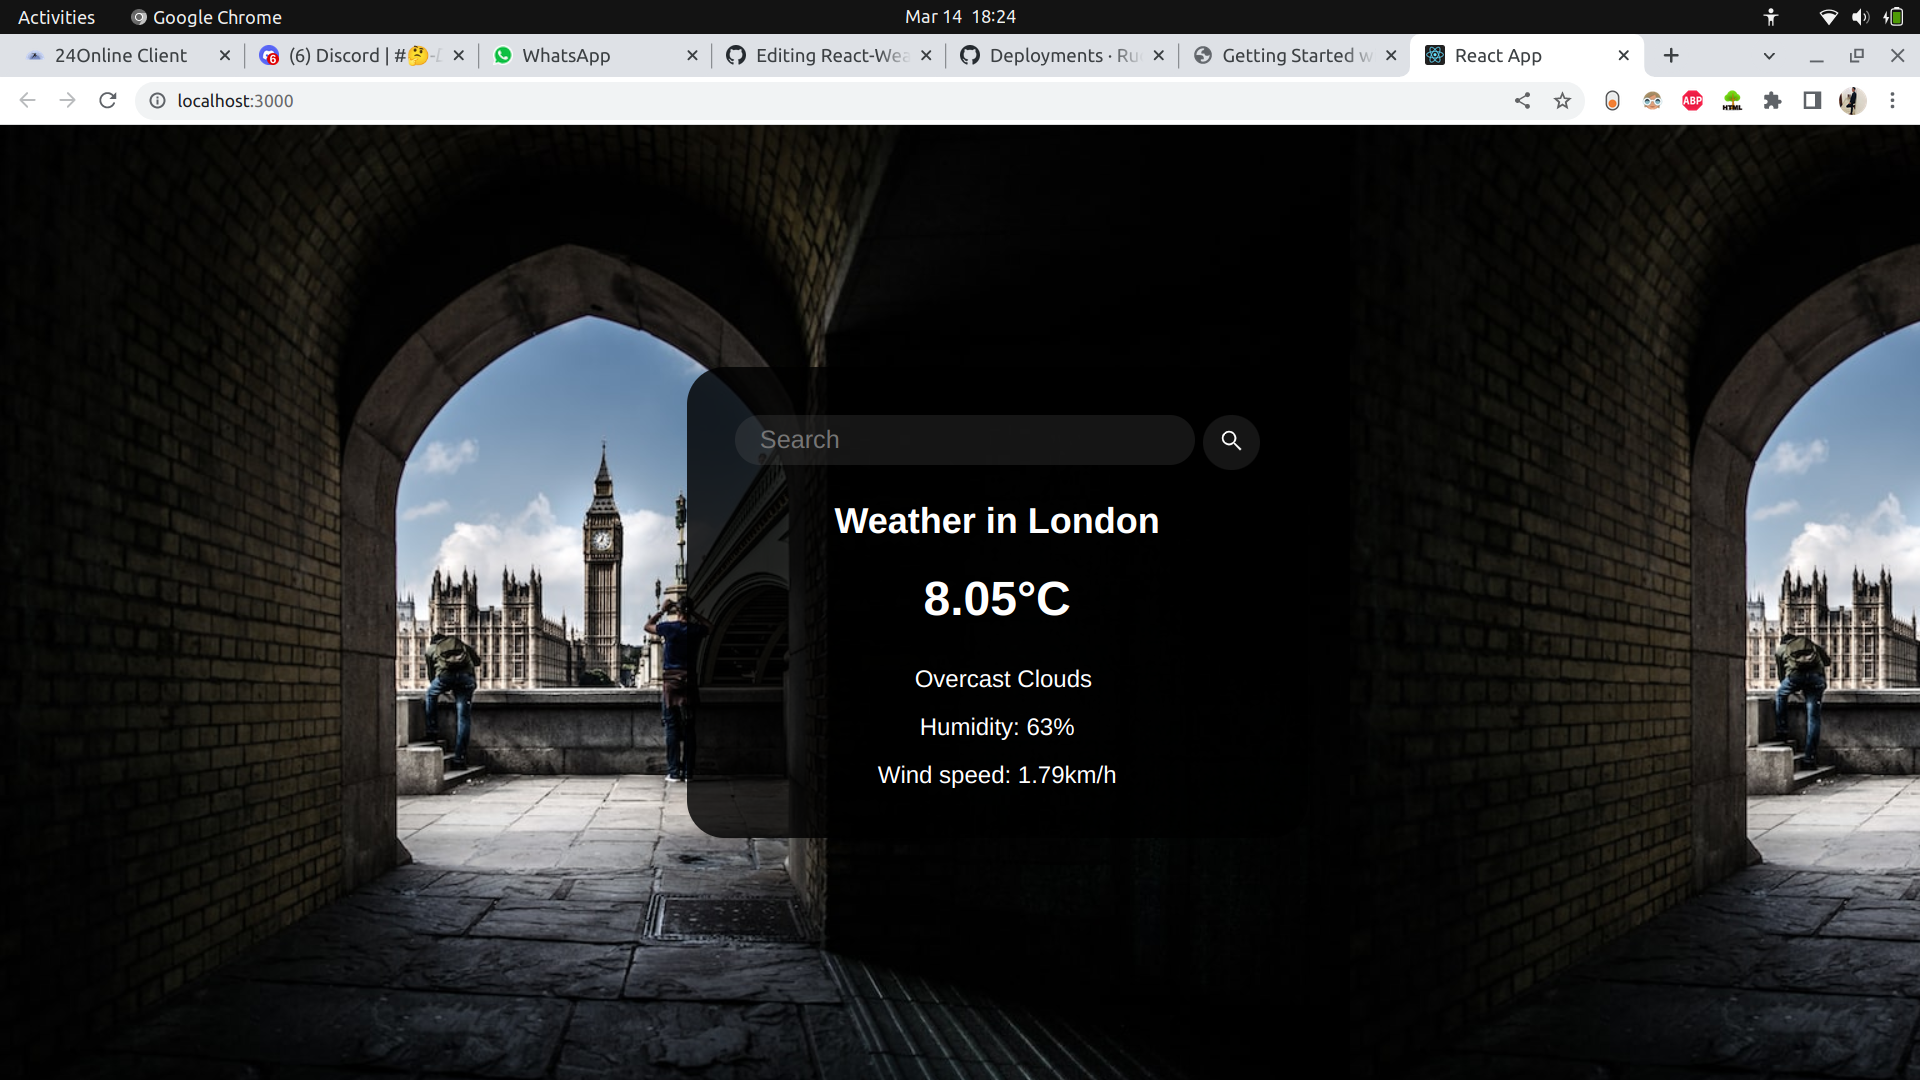 Activities Google Chrome Mar 14 18:24
24Online Client (6) Discord | #🤔-D WhatsApp Editing React-Wea Deployments · Ru Getting Started w React App
localhost:3000 ABP HTML
Search
Weather in London
8.05°C
Overcast Clouds
Humidity: 63%
Wind speed: 1.79km/h